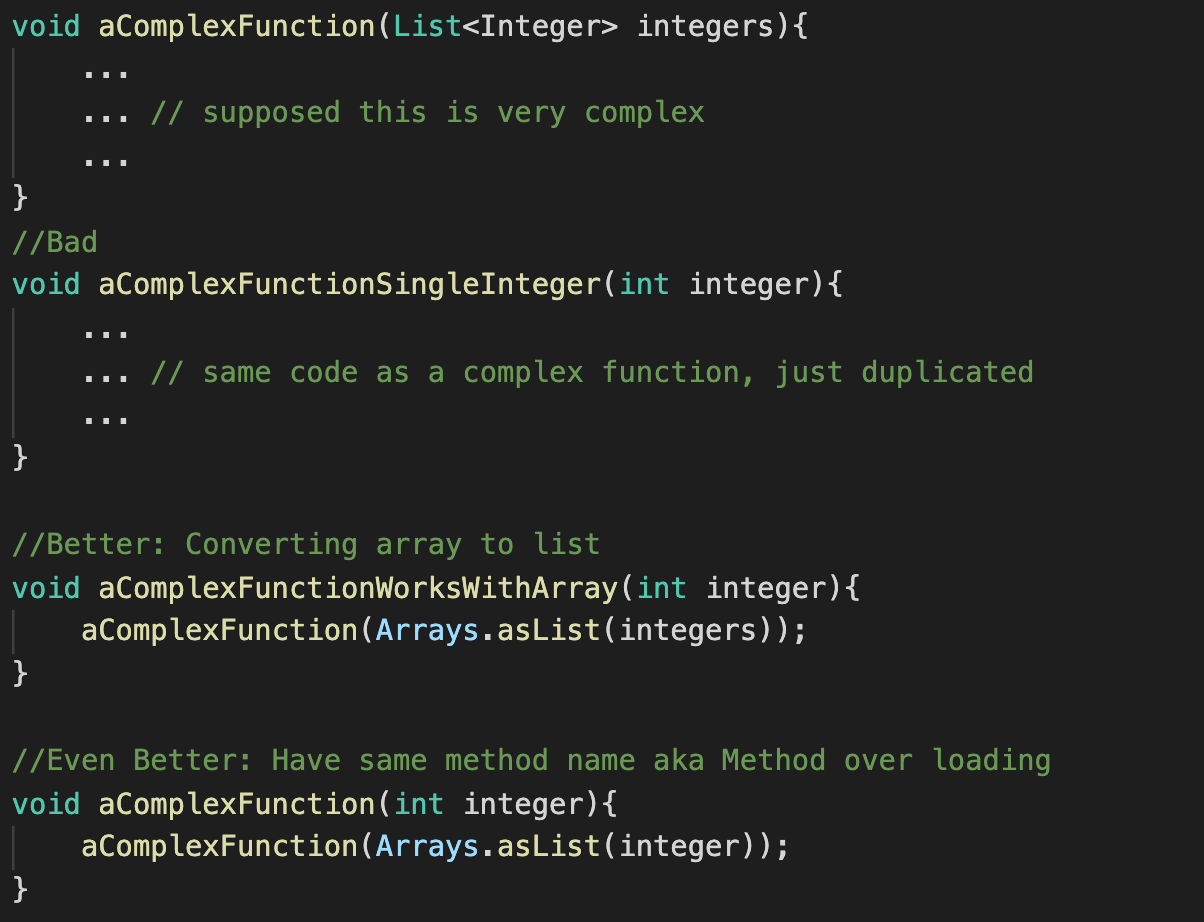 void aComplexFunction(List<Integer> integers){
    ...
    ... // supposed this is very complex
    ...
}
//Bad
void aComplexFunctionSingleInteger(int integer){
    ...
    ... // same code as a complex function, just duplicated
    ...
}
//Better: Converting array to list
void aComplexFunctionWorksWithArray(int integer){
    aComplexFunction(Arrays.asList(integers));
}
//Even Better: Have same method name aka Method over loading
void aComplexFunction(int integer){
    aComplexFunction(Arrays.asList(integer));
}